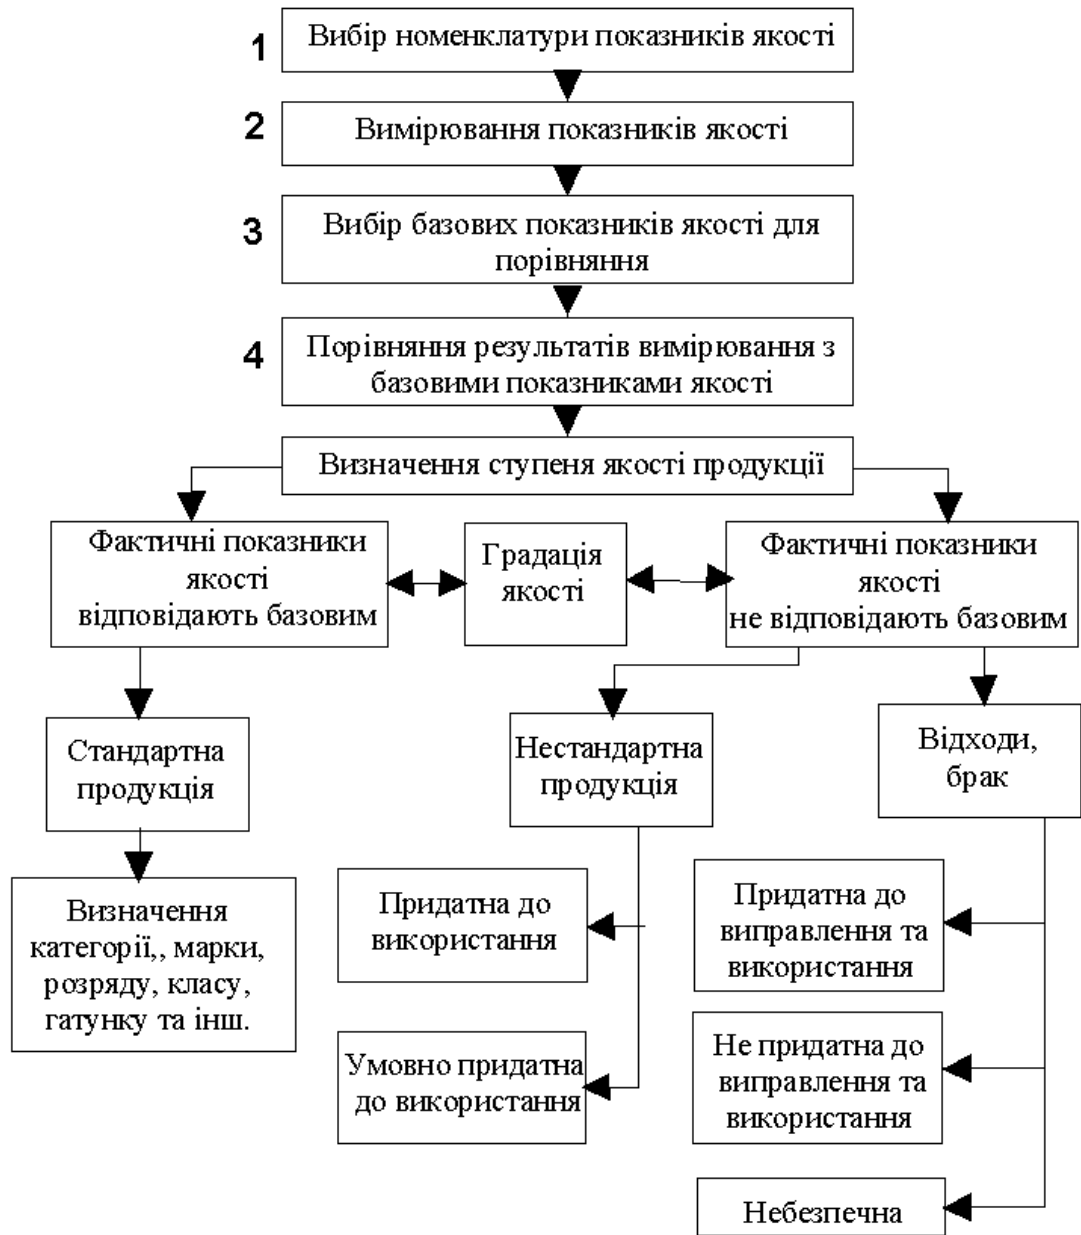 1
Вибір номенклатури показників якості
2
Вимірювання показників якості
3
Вибір базових показників якості для
порівняння
4
Порівняння результатів вимірювання з
базовими показниками якості
Визначення ступеня якості продукції
Фактичні показники
якості
відповідають базовим
Градація
якості
Фактичні показники
якості
не відповідають базовим
Стандартна
продукція
Нестандартна
продукція
Відходи,
брак
Визначення
категорії,, марки,
розряду, класу,
гатунку та інш.
Придатна до
використання
Умовно придатна
до використання
Придатна до
виправлення та
використання
Не придатна до
виправлення та
використання
Небезпечна